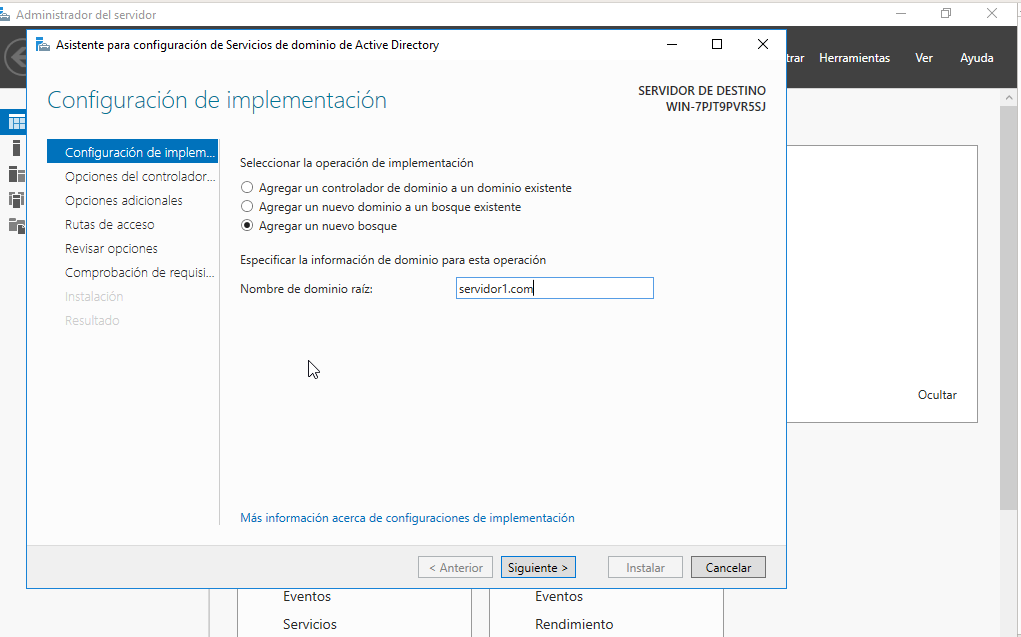 Administrador del servidor
Asistente para configuración de Servicios de dominio de Active Directory
Herramientas
Ver
Ayuda
Configuración de implementación
SERVIDOR DE DESTINO
WIN-7PJT9PVR5SJ
Configuración de implem...
Opciones del controlador...
Opciones adicionales
Rutas de acceso
Revisar opciones
Comprobación de requisi...
Instalación
Resultado
Seleccionar la operación de implementación
Agregar un controlador de dominio a un dominio existente
Agregar un nuevo dominio a un bosque existente
Agregar un nuevo bosque
Especificar la información de dominio para esta operación
Nombre de dominio raíz: servidor1.com
Más información acerca de configuraciones de implementación
Ocultar
< Anterior
Siguiente >
Instalar
Cancelar
Eventos
Servicios
Eventos
Rendimiento